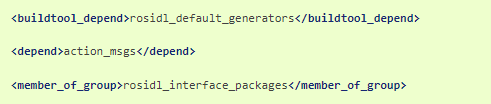 <buildtool_depend>rosidl_default_generators</buildtool_depend>
<depend>action_msgs</depend>
<member_of_group>rosidl_interface_packages</member_of_group>